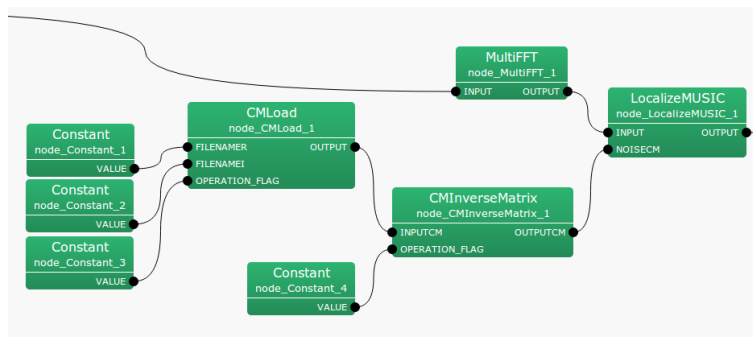 MultiFFT
node_MultiFFT_1
INPUT OUTPUT
LocalizeMUSIC
node_LocalizeMUSIC_1
INPUT OUTPUT
NOISECM
CMLoad
node_CMLoad_1
FILENAMER OUTPUT
FILENAMEI
OPERATION_FLAG
Constant
node_Constant_1
VALUE
Constant
node_Constant_2
VALUE
Constant
node_Constant_3
VALUE
CMInverseMatrix
node_CMInverseMatrix_1
INPUTCM OUTPUTCM
OPERATION_FLAG
Constant
node_Constant_4
VALUE